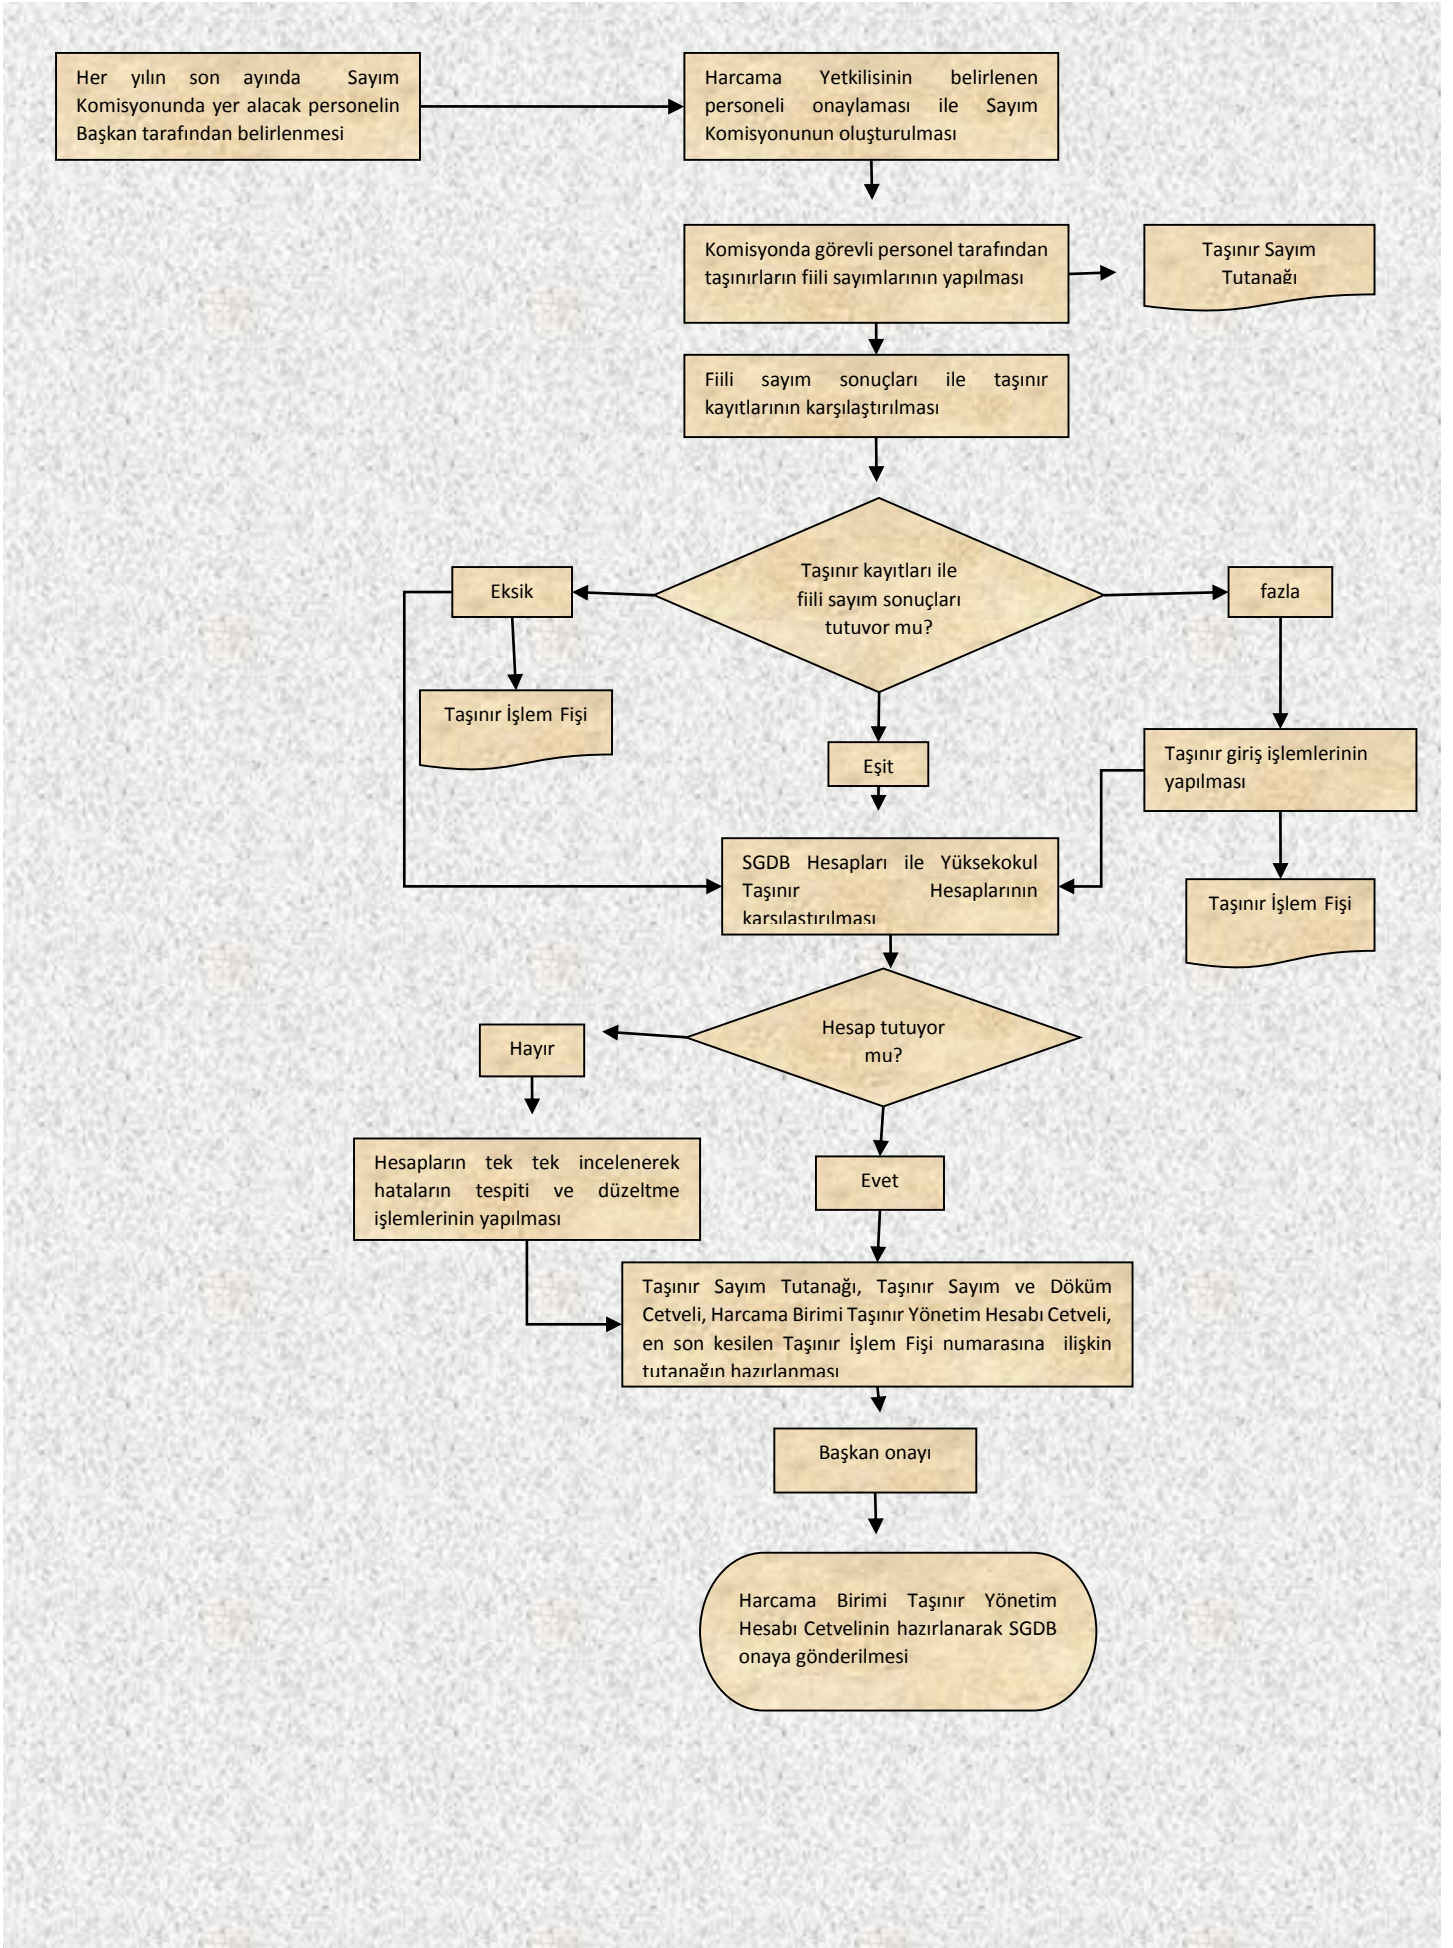 Her yılın son ayında Sayım
Komisyonunda yer alacak personelin
Başkan tarafından belirlenmesi
Harcama Yetkilisinin belirlenen
personeli onaylaması ile Sayım
Komisyonunun oluşturulması
Komisyonda görevli personel tarafından
taşınırların fiili sayımlarının yapılması
Taşınır Sayım
Tutanağı
Fiili sayım sonuçları ile taşınır
kayıtlarının karşılaştırılması
Taşınır kayıtları ile
fiili sayım sonuçları
tutuyor mu?
Eksik
fazla
Taşınır İşlem Fişi
Eşit
Taşınır giriş işlemlerinin
yapılması
SGDB Hesapları ile Yüksekokul
Taşınır Hesaplarının
karşılaştırılması
Taşınır İşlem Fişi
Hesap tutuyor
mu?
Hayır
Hesapların tek tek incelenerek
hataların tespiti ve düzeltme
işlemlerinin yapılması
Evet
Taşınır Sayım Tutanağı, Taşınır Sayım ve Döküm
Cetveli, Harcama Birimi Taşınır Yönetim Hesabı Cetveli,
en son kesilen Taşınır İşlem Fişi numarasına ilişkin
tutanağın hazırlanması
Başkan onayı
Harcama Birimi Taşınır Yönetim
Hesabı Cetvelinin hazırlanarak SGDB
onaya gönderilmesi